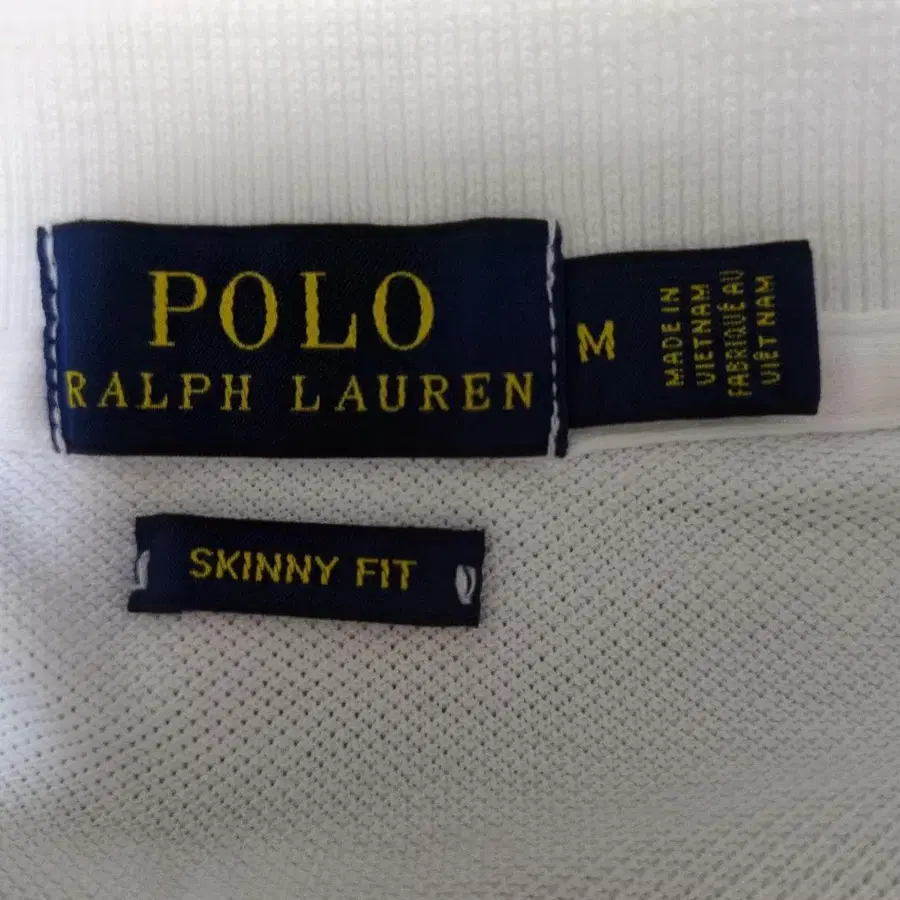 POLO
RALPH LAUREN
M
MADE IN
VIETNAM
FABRIQUÉ AU
VIÊT NAM
SKINNY FIT